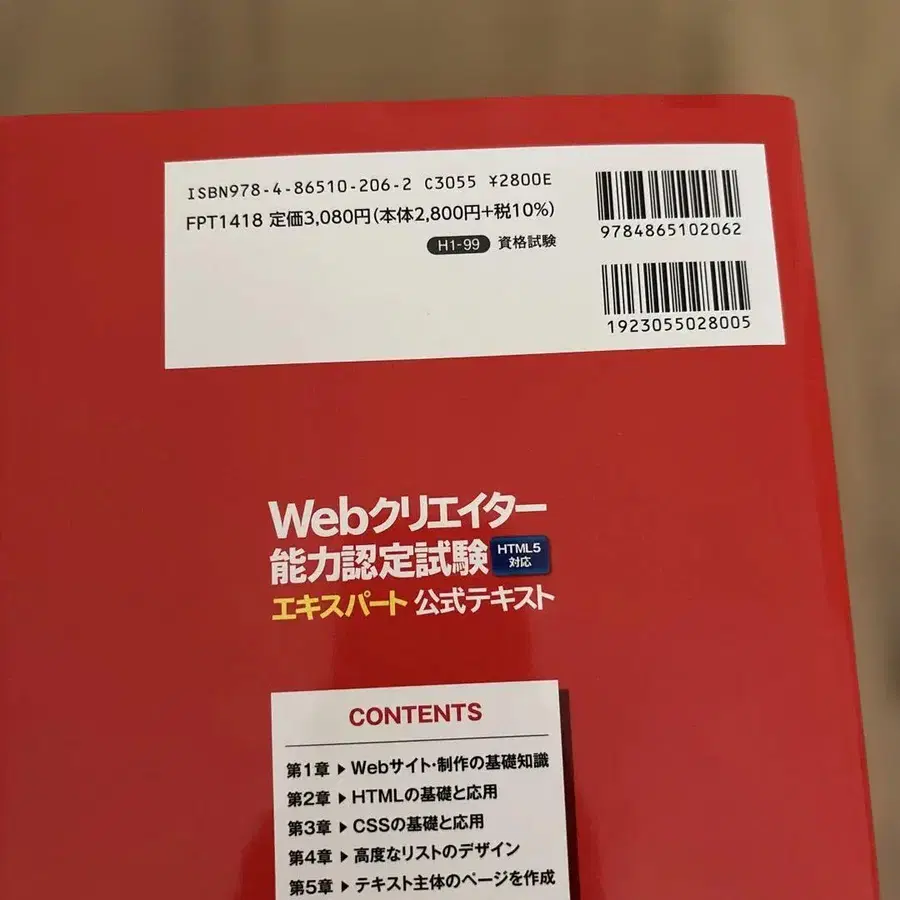 ISBN978-4-86510-206-2 C3055 ¥2800E
FPT1418 定価3,080円(本体2,800円+税10%)
H1-99 資格試験
9784865102062
1923055028005
Webクリエイター
能力認定試験 HTML5対応
エキスパート 公式テキスト
CONTENTS
第1章 ▶ Webサイト・制作の基礎知識
第2章 ▶ HTMLの基礎と応用
第3章 ▶ CSSの基礎と応用
第4章 ▶ 高度なリストのデザイン
第5章 ▶ テキスト主体のページを作成